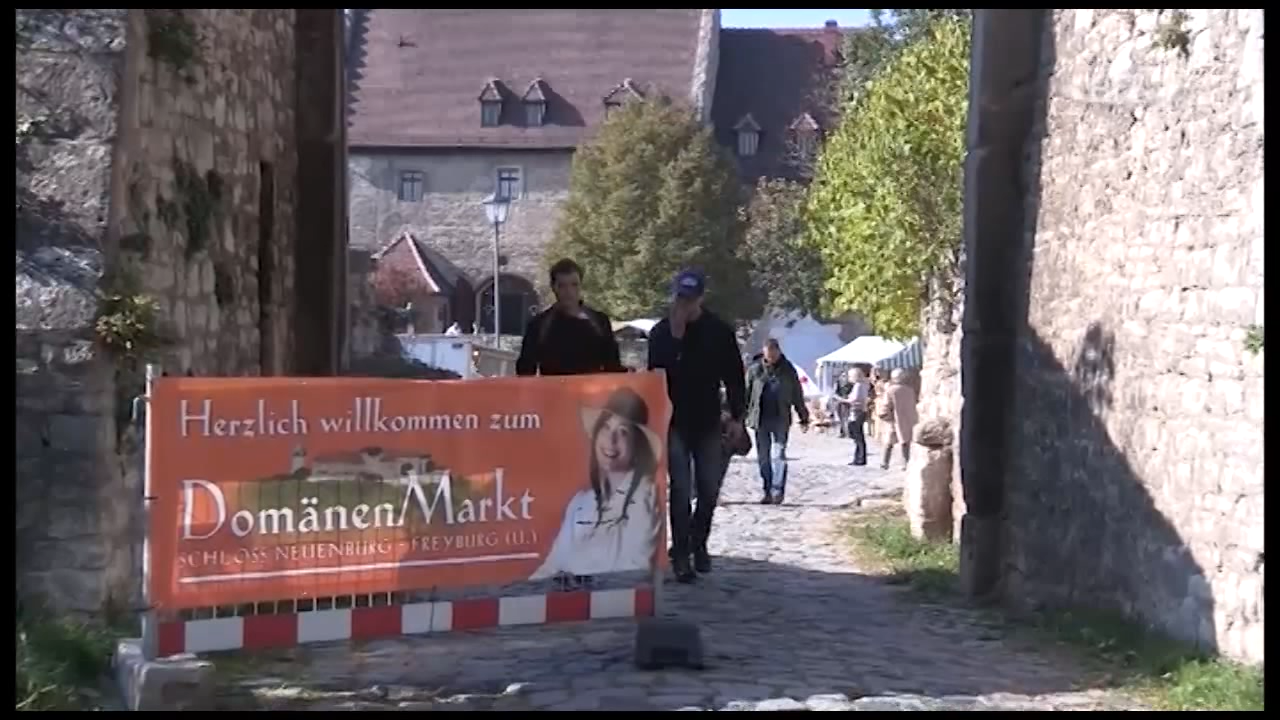 Herzlich willkommen zum
DomänenMarkt
SCHLOSS NEUENBURG - FREYBURG (U.)